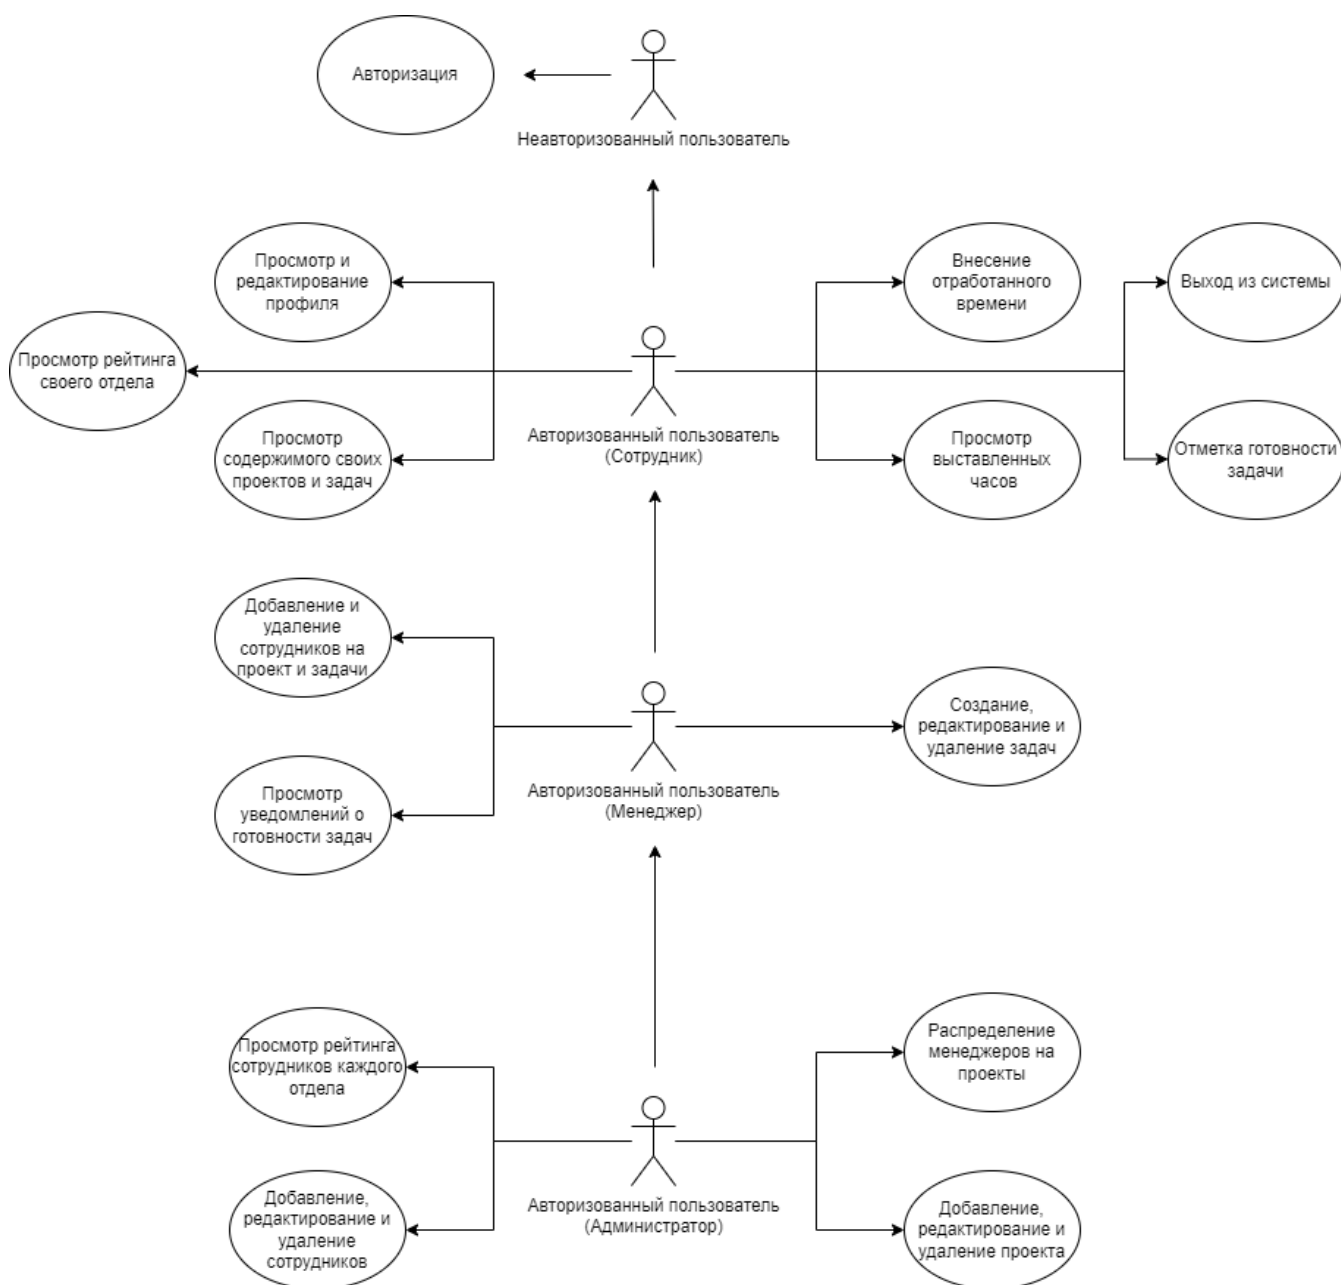 Авторизация
Неавторизованный пользователь
Просмотр и
редактирование
профиля
Внесение
отработанного
времени
Выход из системы
Просмотр рейтинга
своего отдела
Авторизованный пользователь
(Сотрудник)
Просмотр
содержимого своих
проектов и задач
Просмотр
выставленных
часов
Отметка готовности
задачи
Добавление и
удаление
сотрудников на
проект и задачи
Создание,
редактирование и
удаление задач
Авторизованный пользователь
(Менеджер)
Просмотр
уведомлений о
готовности задач
Просмотр рейтинга
сотрудников каждого
отдела
Распределение
менеджеров на
проекты
Авторизованный пользователь
(Администратор)
Добавление,
редактирование и
удаление
сотрудников
Добавление,
редактирование и
удаление проекта